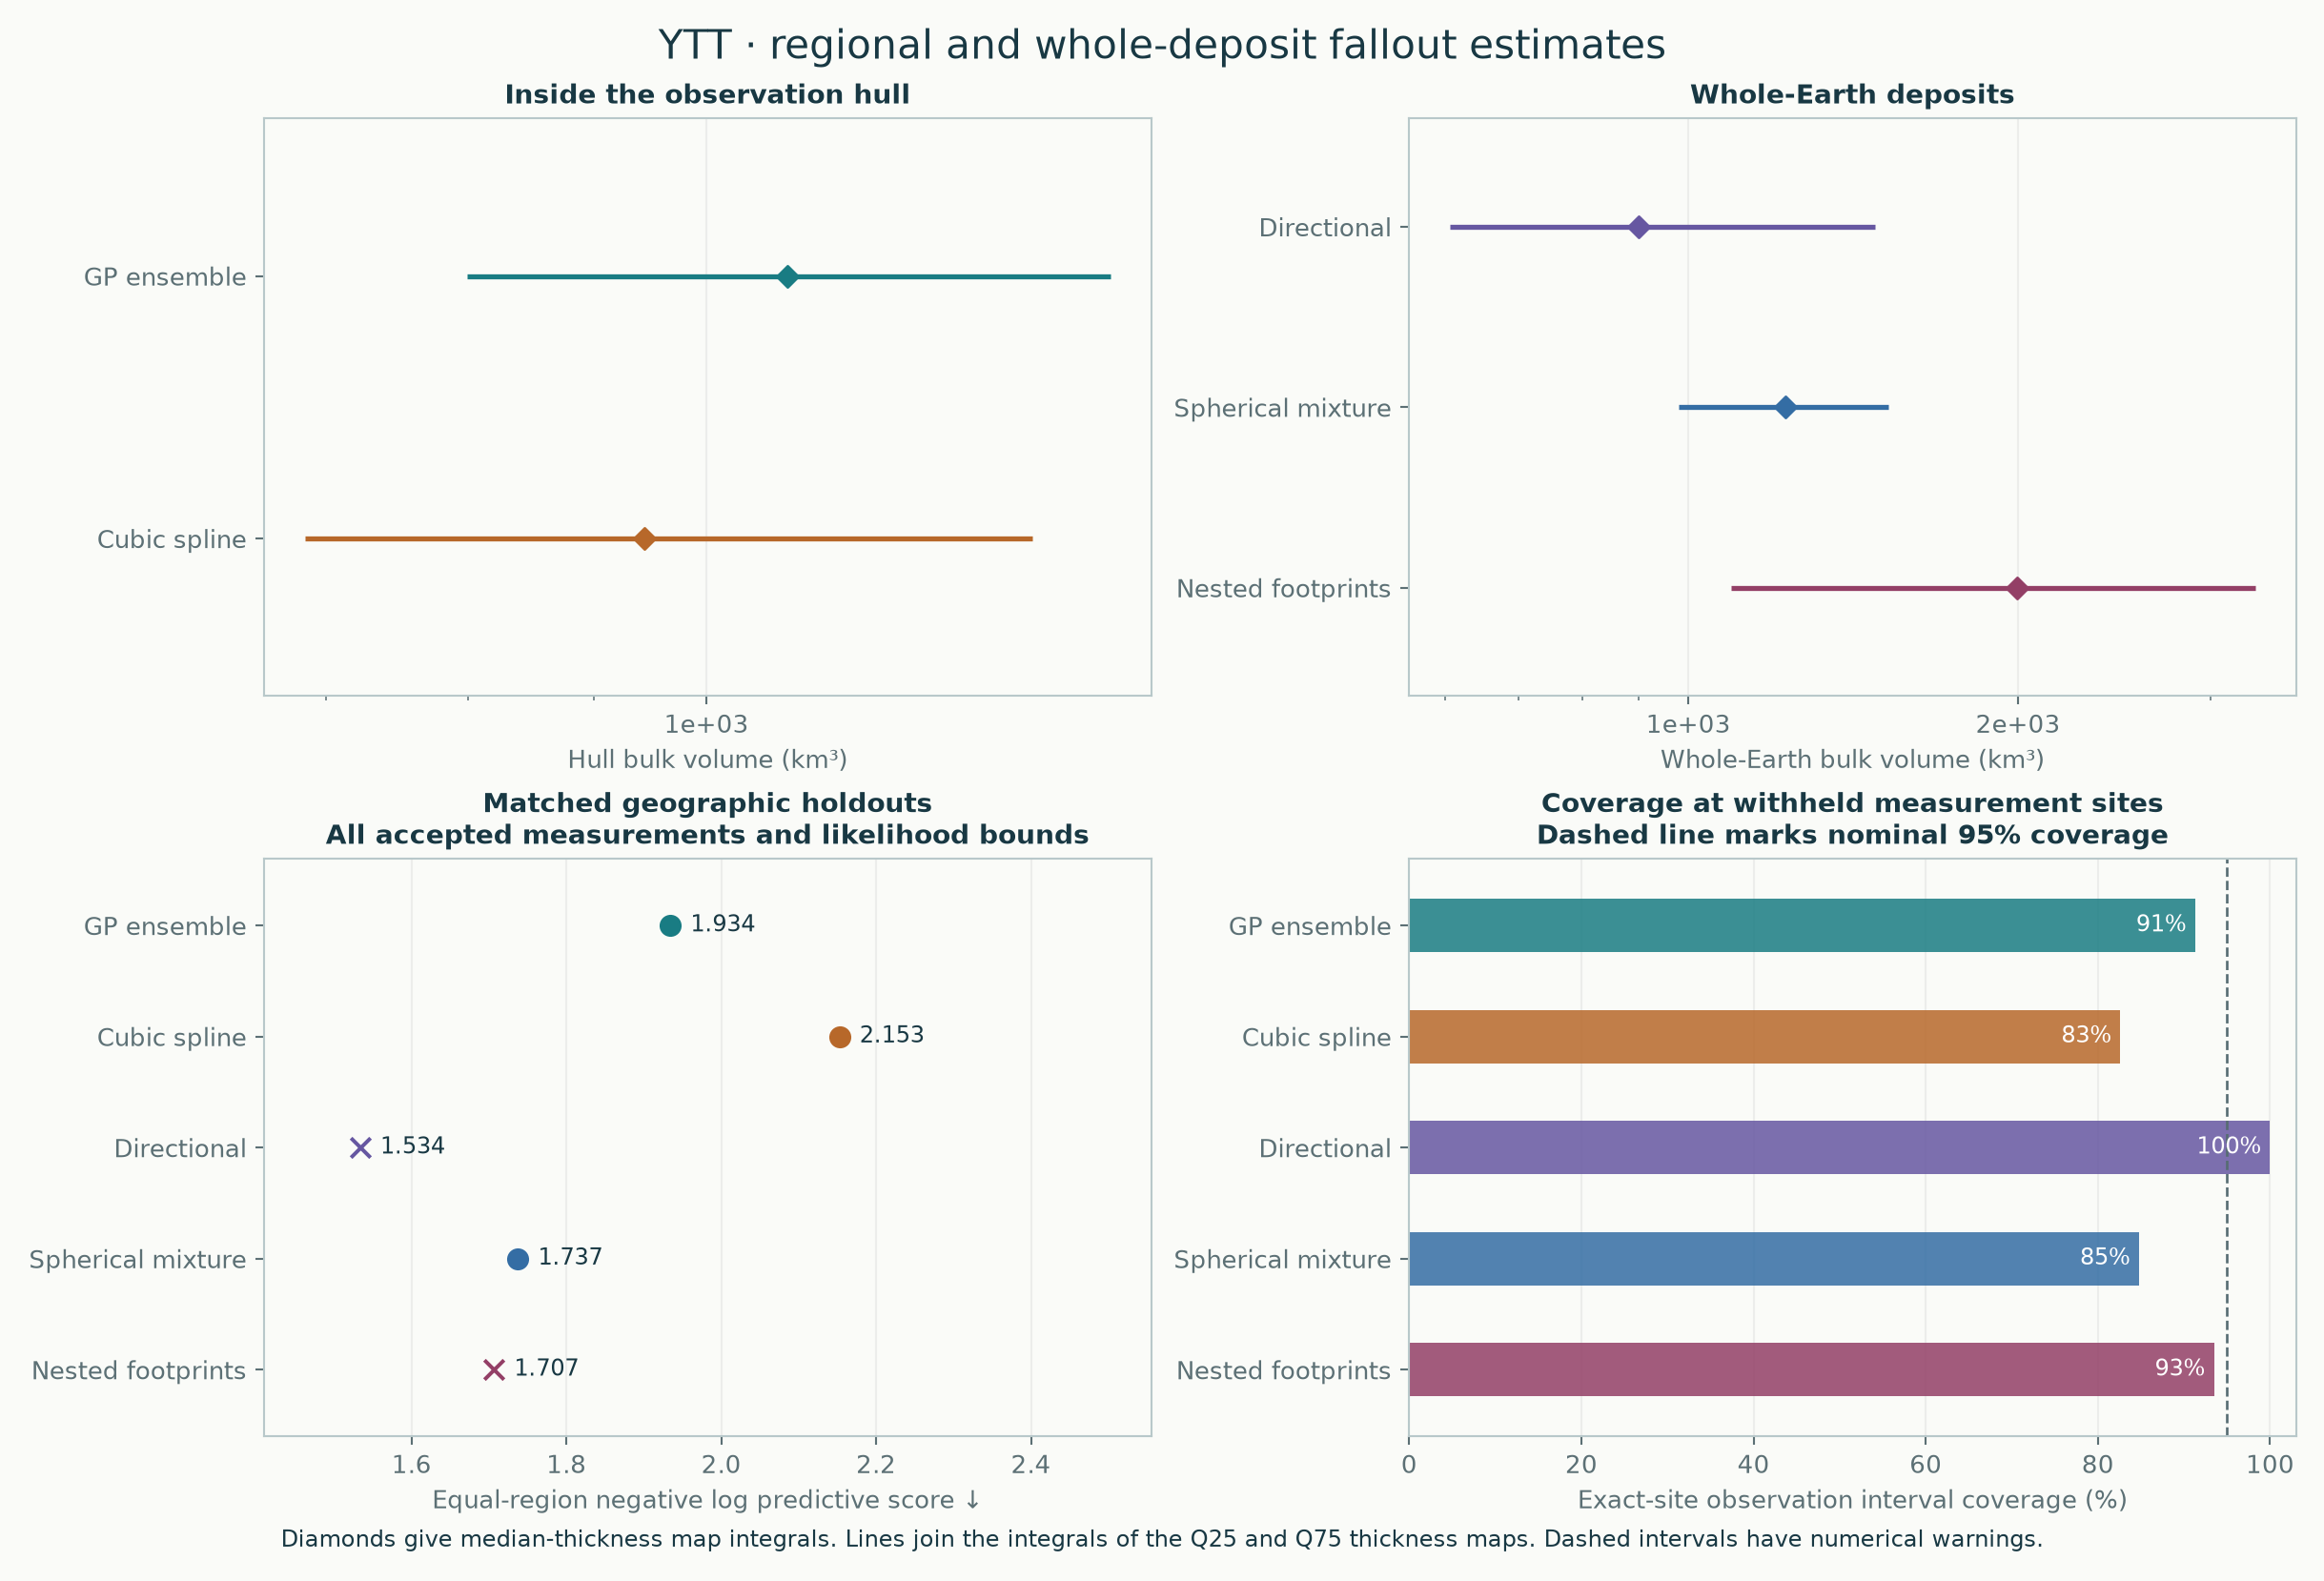 YTT · regional and whole-deposit fallout estimates
Inside the observation hull
GP ensemble
Cubic spline
1e+03
Hull bulk volume (km³)
Whole-Earth deposits
Directional
Spherical mixture
Nested footprints
1e+03 2e+03
Whole-Earth bulk volume (km³)
Matched geographic holdouts
All accepted measurements and likelihood bounds
GP ensemble 1.934
Cubic spline 2.153
Directional 1.534
Spherical mixture 1.737
Nested footprints 1.707
1.6 1.8 2.0 2.2 2.4
Equal-region negative log predictive score ↓
Coverage at withheld measurement sites
Dashed line marks nominal 95% coverage
GP ensemble 91%
Cubic spline 83%
Directional 100%
Spherical mixture 85%
Nested footprints 93%
0 20 40 60 80 100
Exact-site observation interval coverage (%)
Diamonds give median-thickness map integrals. Lines join the integrals of the Q25 and Q75 thickness maps. Dashed intervals have numerical warnings.